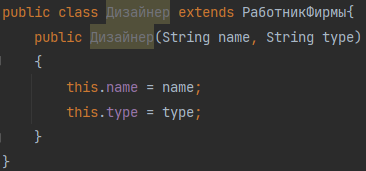 public class Дизайнер extends РаботникФирмы{
public Дизайнер(String name, String type)
{
this.name = name;
this.type = type;
}
}